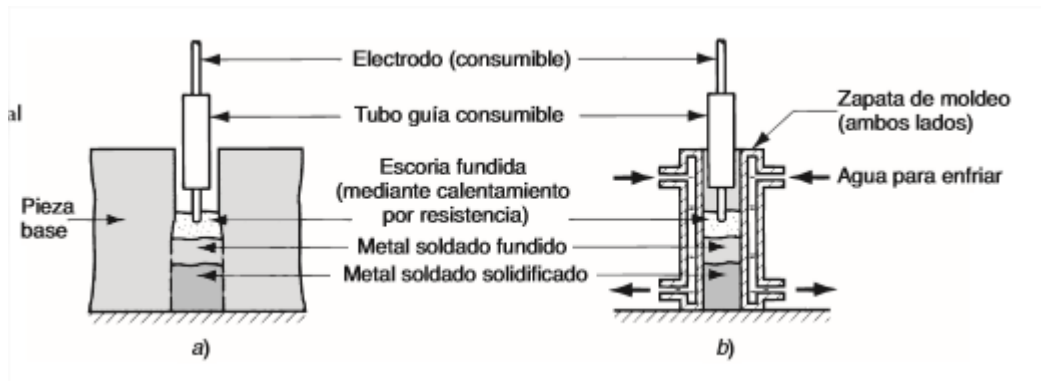 Electrodo (consumible)
Tubo guía consumible
Zapata de moldeo
(ambos lados)
al
Escoria fundida
(mediante calentamiento
por resistencia)
Agua para enfriar
Pieza
base
Metal soldado fundido
Metal soldado solidificado
a)
b)